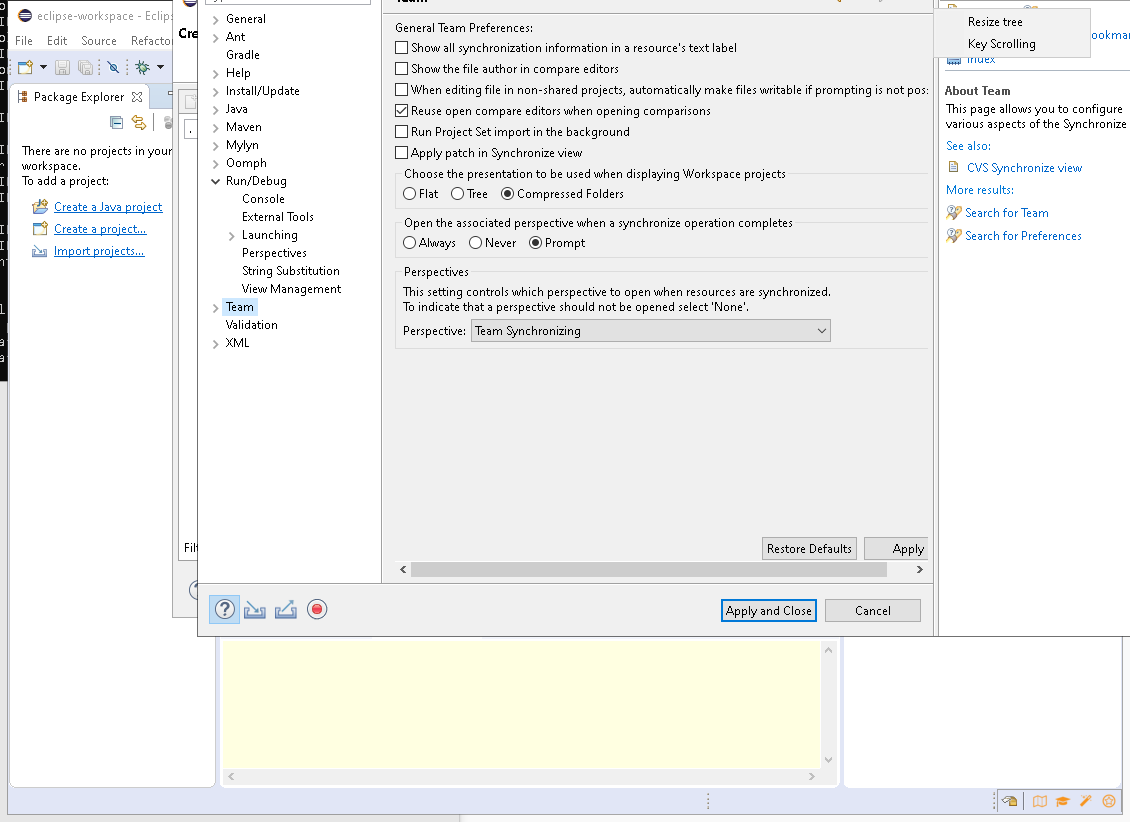 eclipse-workspace - Eclips
File Edit Source Refacto
Package Explorer
There are no projects in your
workspace.
To add a project:
Create a Java project
Create a project...
Import projects...
Cre
Filt
General
Ant
Gradle
Help
Install/Update
Java
Maven
Mylyn
Oomph
Run/Debug
Console
External Tools
Launching
Perspectives
String Substitution
View Management
Team
Validation
XML
Team
General Team Preferences:
Show all synchronization information in a resource's text label
Show the file author in compare editors
When editing file in non-shared projects, automatically make files writable if prompting is not pos:
Reuse open compare editors when opening comparisons
Run Project Set import in the background
Apply patch in Synchronize view
Choose the presentation to be used when displaying Workspace projects
Flat Tree Compressed Folders
Open the associated perspective when a synchronize operation completes
Always Never Prompt
Perspectives
This setting controls which perspective to open when resources are synchronized.
To indicate that a perspective should not be opened select 'None'.
Perspective: Team Synchronizing
Restore Defaults Apply
Apply and Close Cancel
Resize tree
Key Scrolling
ookmar
Index
About Team
This page allows you to configure
various aspects of the Synchronize
See also:
CVS Synchronize view
More results:
Search for Team
Search for Preferences